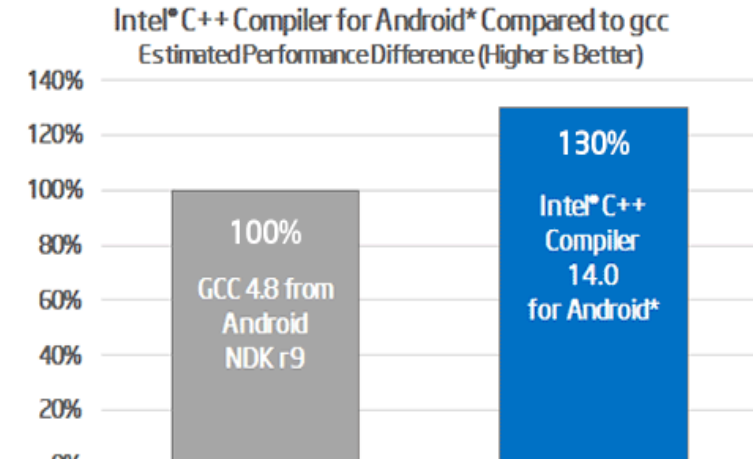 Intel® C++ Compiler for Android* Compared to gcc
Estimated Performance Difference (Higher is Better)
140%
120%
100%
80%
60%
40%
20%
100%
GCC 4.8 from
Android
NDK r9
130%
Intel® C++
Compiler
14.0
for Android*